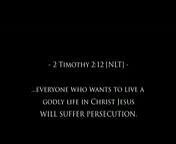 - 2 Timothy 2:12 [NLT] -
...everyone who wants to live a
godly life in Christ Jesus
WILL SUFFER PERSECUTION.